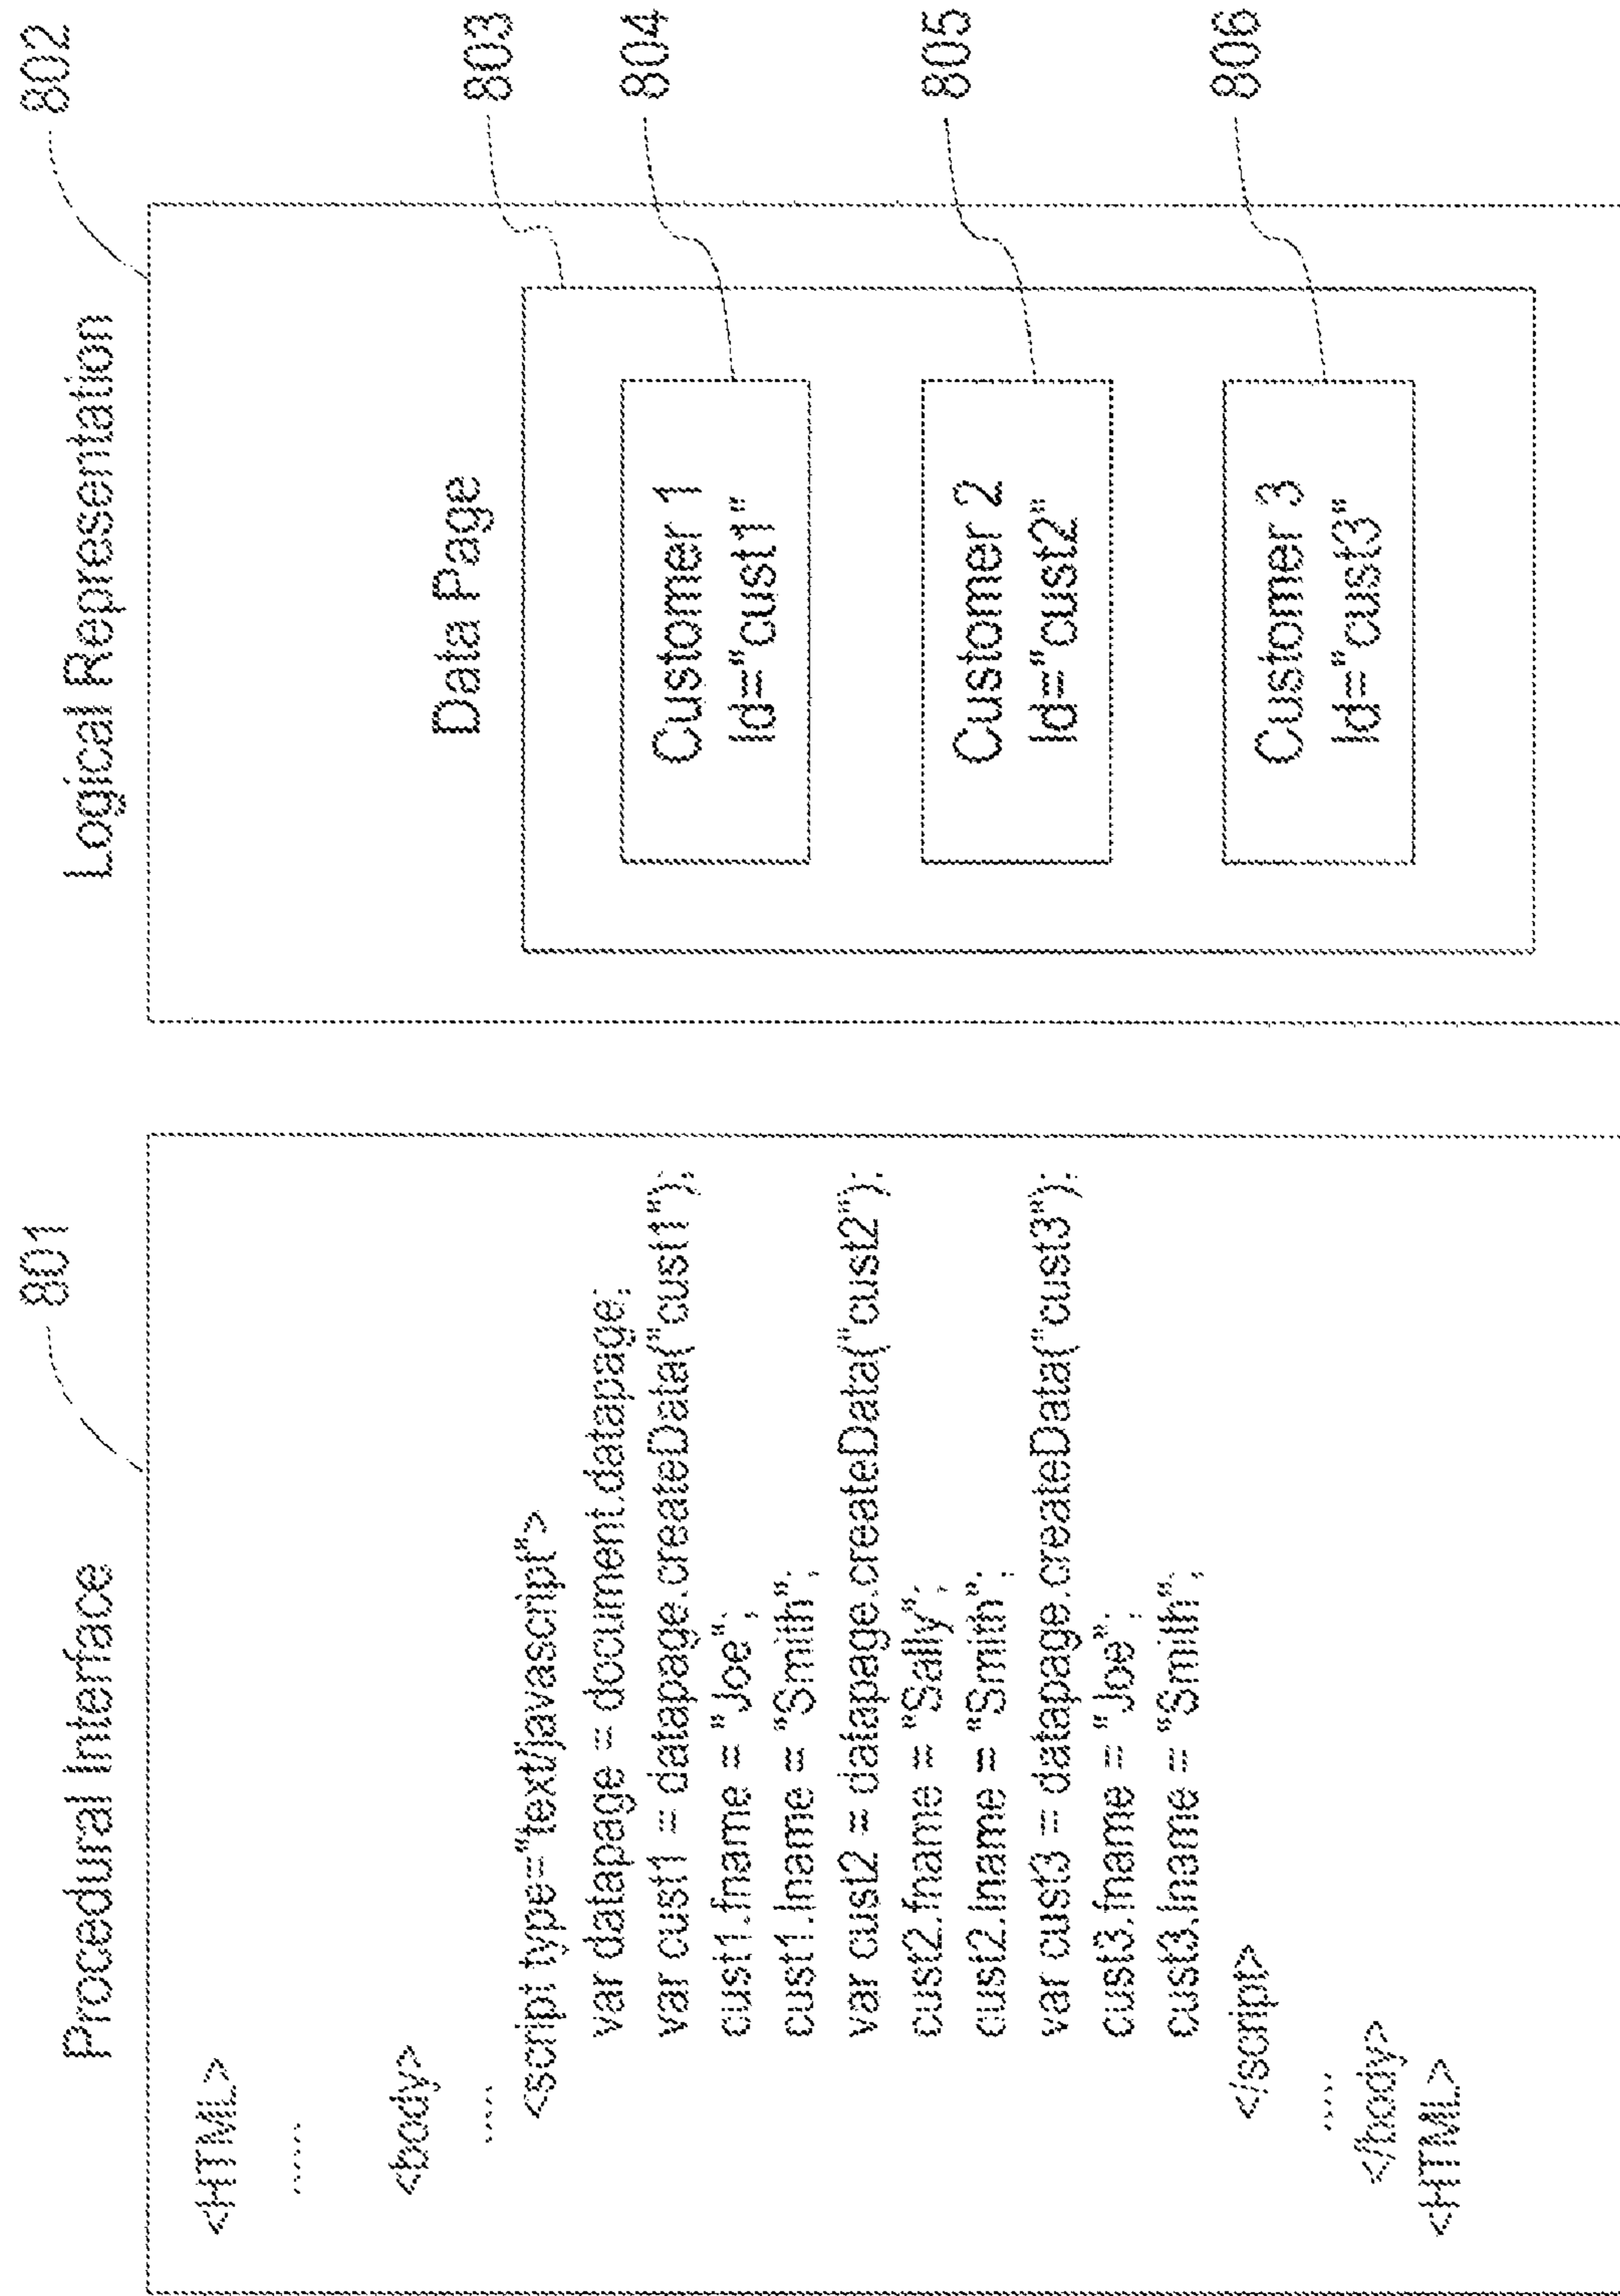 Procedural Interface
801
<HTML>
.....
<body>
.....
<script type="text/javascript">
var datapage = document.datapage;
var cust1 = datapage.createData("cust1");
cust1.fname = "Joe";
cust1.lname = "Smith";
var cust2 = datapage.createData("cust2");
cust2.fname = "Sally";
cust2.lname = "Smith";
var cust3 = datapage.createData("cust3");
cust3.fname = "Joe";
cust3.lname = "Smith";
</script>
.....
</body>
<HTML>
Logical Representation
802
Data Page
803
Customer 1
Id="cust1"
804
Customer 2
Id="cust2"
805
Customer 3
Id="cust3"
806